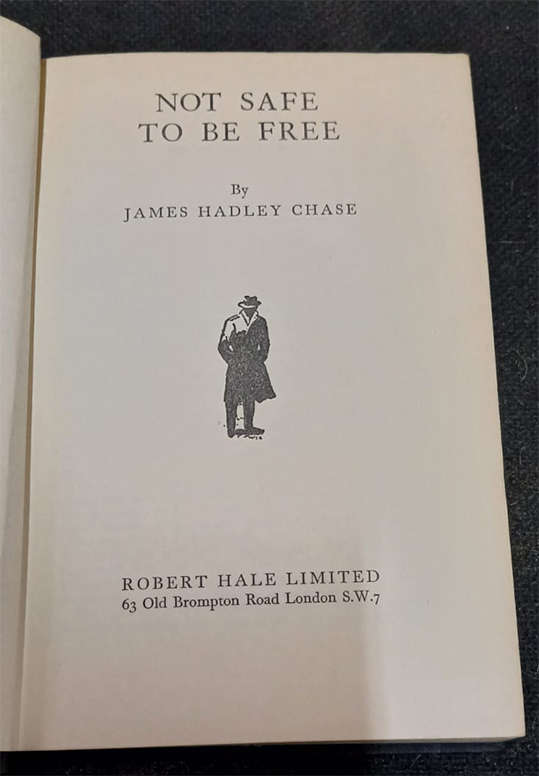 NOT SAFE
TO BE FREE
By
JAMES HADLEY CHASE
ROBERT HALE LIMITED
63 Old Brompton Road London S.W.7